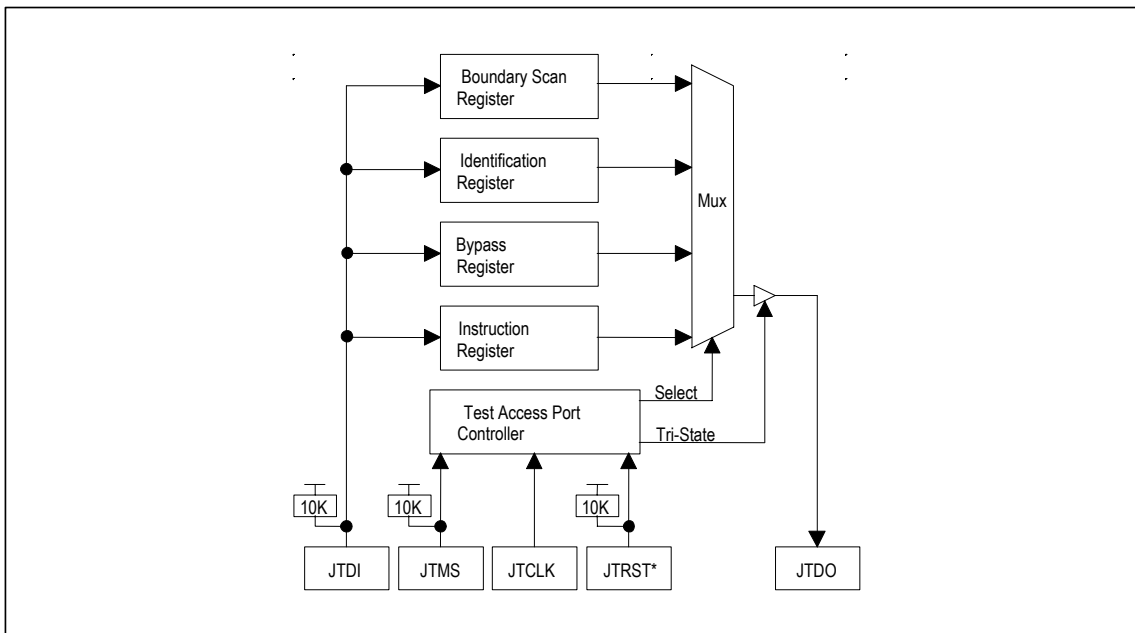 Boundary Scan
Register
Identification
Register
Mux
Bypass
Register
Instruction
Register
Select
Test Access Port
Controller
Tri-State
10K
10K
10K
JTDI
JTMS
JTCLK
JTRST*
JTDO